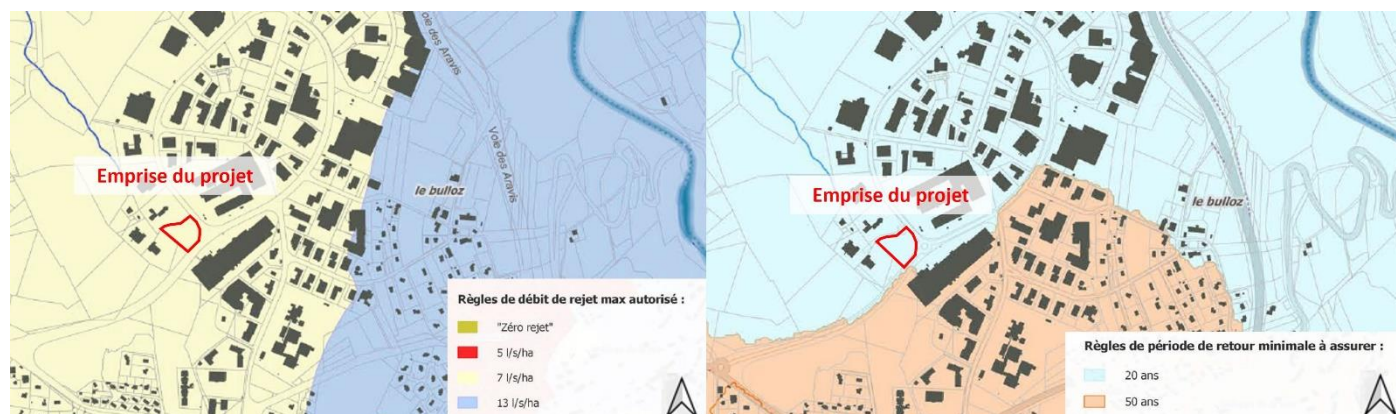 Voie des Aravis
Voie des Aravis
Emprise du projet
le bulloz
Règles de débit de rejet max autorisé :
"Zéro rejet"
5 l/s/ha
7 l/s/ha
13 l/s/ha
Emprise du projet
le bulloz
Règles de période de retour minimale à assurer :
20 ans
50 ans